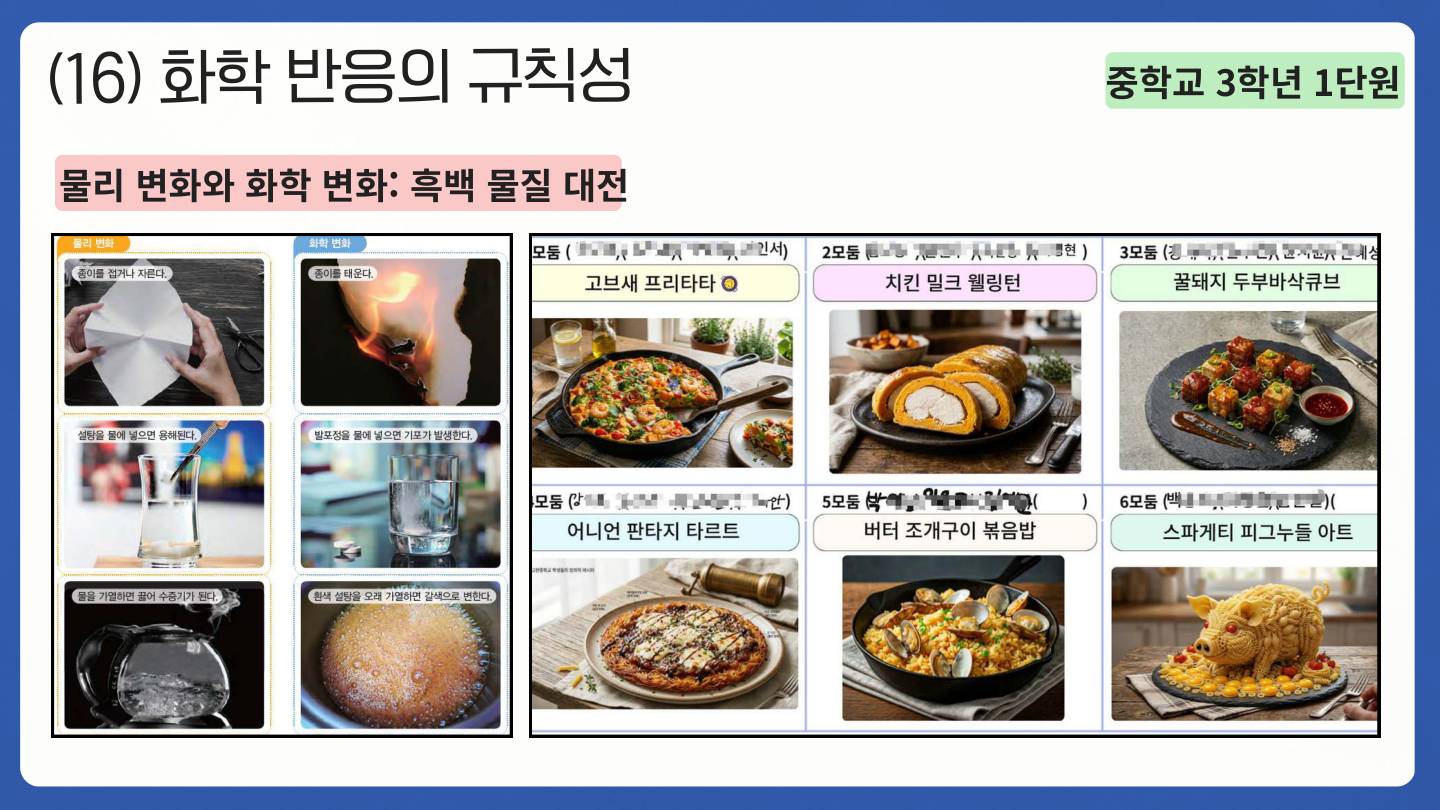 (16) 화학 반응의 규칙성
중학교 3학년 1단원
물리 변화와 화학 변화: 흑백 물질 대전
물리 변화
화학 변화
종이를 접거나 자른다.
종이를 태운다.
설탕을 물에 넣으면 용해된다.
발포정을 물에 넣으면 기포가 발생한다.
물을 가열하면 끓어 수증기가 된다.
흰색 설탕을 오래 가열하면 갈색으로 변한다.
모둠 (
인서)
2모둠 (
현 )
3모둠 (
고브새 프리타타
치킨 밀크 웰링턴
꿀돼지 두부바삭큐브
모둠 (
안)
5모둠 (
( )
6모둠 (백
)(
어니언 판타지 타르트
버터 조개구이 볶음밥
스파게티 피그누들 아트